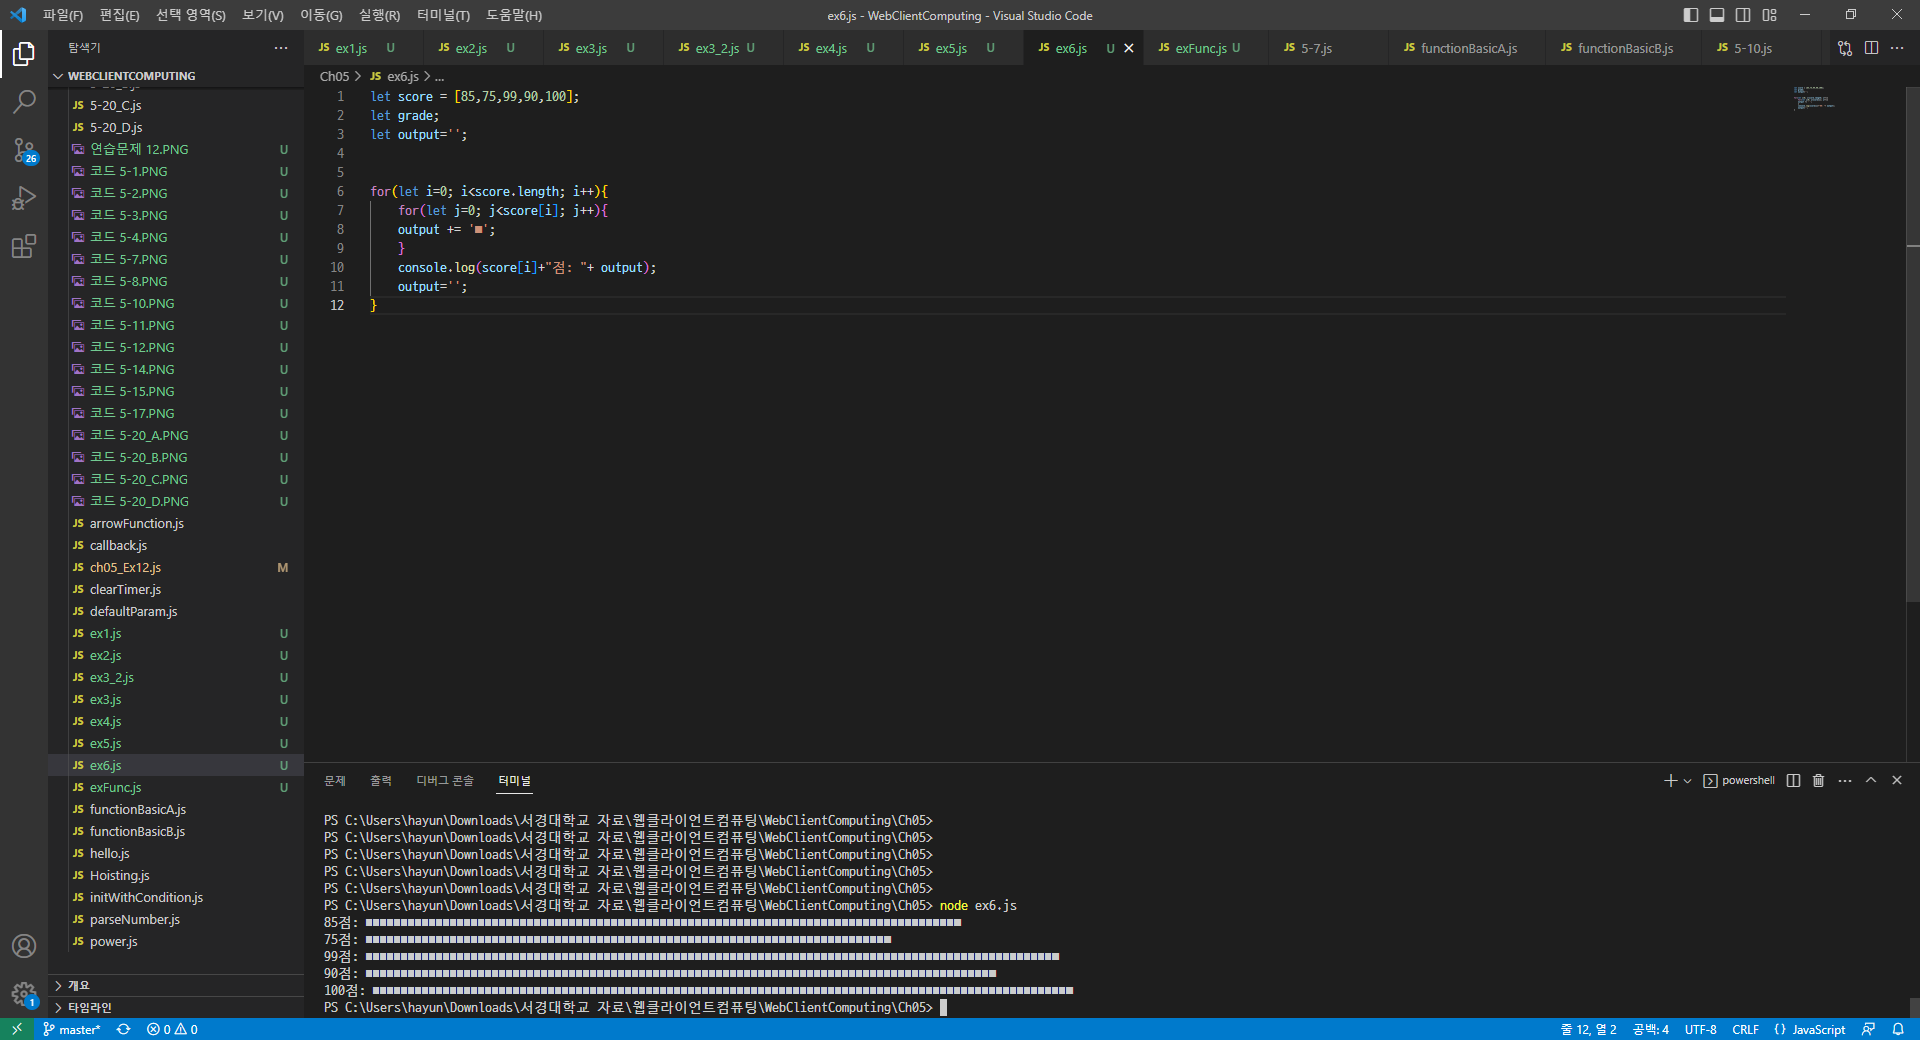 파일(F) 편집(E) 선택 영역(S) 보기(V) 이동(G) 실행(R) 터미널(T) 도움말(H) ex6.js - WebClientComputing - Visual Studio Code
탐색기
WEBCLIENTCOMPUTING
5-20_C.js
5-20_D.js
연습문제 12.PNG U
코드 5-1.PNG U
코드 5-2.PNG U
코드 5-3.PNG U
코드 5-4.PNG U
코드 5-7.PNG U
코드 5-8.PNG U
코드 5-10.PNG U
코드 5-11.PNG U
코드 5-12.PNG U
코드 5-14.PNG U
코드 5-15.PNG U
코드 5-17.PNG U
코드 5-20_A.PNG U
코드 5-20_B.PNG U
코드 5-20_C.PNG U
코드 5-20_D.PNG U
JS arrowFunction.js
JS callback.js
JS ch05_Ex12.js M
JS clearTimer.js
JS defaultParam.js
JS ex1.js U
JS ex2.js U
JS ex3_2.js U
JS ex3.js U
JS ex4.js U
JS ex5.js U
JS ex6.js U
JS exFunc.js U
JS functionBasicA.js
JS functionBasicB.js
JS hello.js
JS Hoisting.js
JS initWithCondition.js
JS parseNumber.js
JS power.js
개요
타임라인
26
1
JS ex1.js U JS ex2.js U JS ex3.js U JS ex3_2.js U JS ex4.js U JS ex5.js U JS ex6.js U JS exFunc.js U JS 5-7.js JS functionBasicA.js JS functionBasicB.js JS 5-10.js
Ch05 > JS ex6.js > ...
1 let score = [85,75,99,90,100];
2 let grade;
3 let output='';
4
5
6 for(let i=0; i<score.length; i++){
7 for(let j=0; j<score[i]; j++){
8 output += '■';
9 }
10 console.log(score[i]+"점: "+ output);
11 output='';
12 }
문제 출력 디버그 콘솔 터미널 powershell
PS C:\Users\hayun\Downloads\서경대학교 자료\웹클라이언트컴퓨팅\WebClientComputing\Ch05>
PS C:\Users\hayun\Downloads\서경대학교 자료\웹클라이언트컴퓨팅\WebClientComputing\Ch05>
PS C:\Users\hayun\Downloads\서경대학교 자료\웹클라이언트컴퓨팅\WebClientComputing\Ch05>
PS C:\Users\hayun\Downloads\서경대학교 자료\웹클라이언트컴퓨팅\WebClientComputing\Ch05>
PS C:\Users\hayun\Downloads\서경대학교 자료\웹클라이언트컴퓨팅\WebClientComputing\Ch05>
PS C:\Users\hayun\Downloads\서경대학교 자료\웹클라이언트컴퓨팅\WebClientComputing\Ch05> node ex6.js
85점:
75점:
99점:
90점:
100점:
PS C:\Users\hayun\Downloads\서경대학교 자료\웹클라이언트컴퓨팅\WebClientComputing\Ch05>
master* 0 0 줄 12, 열 2 공백: 4 UTF-8 CRLF {} JavaScript